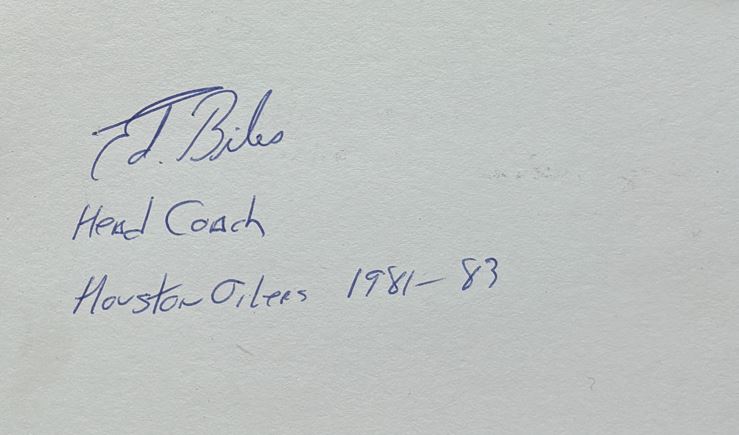 Ed Biles
Head Coach
Houston Oilers 1981-83